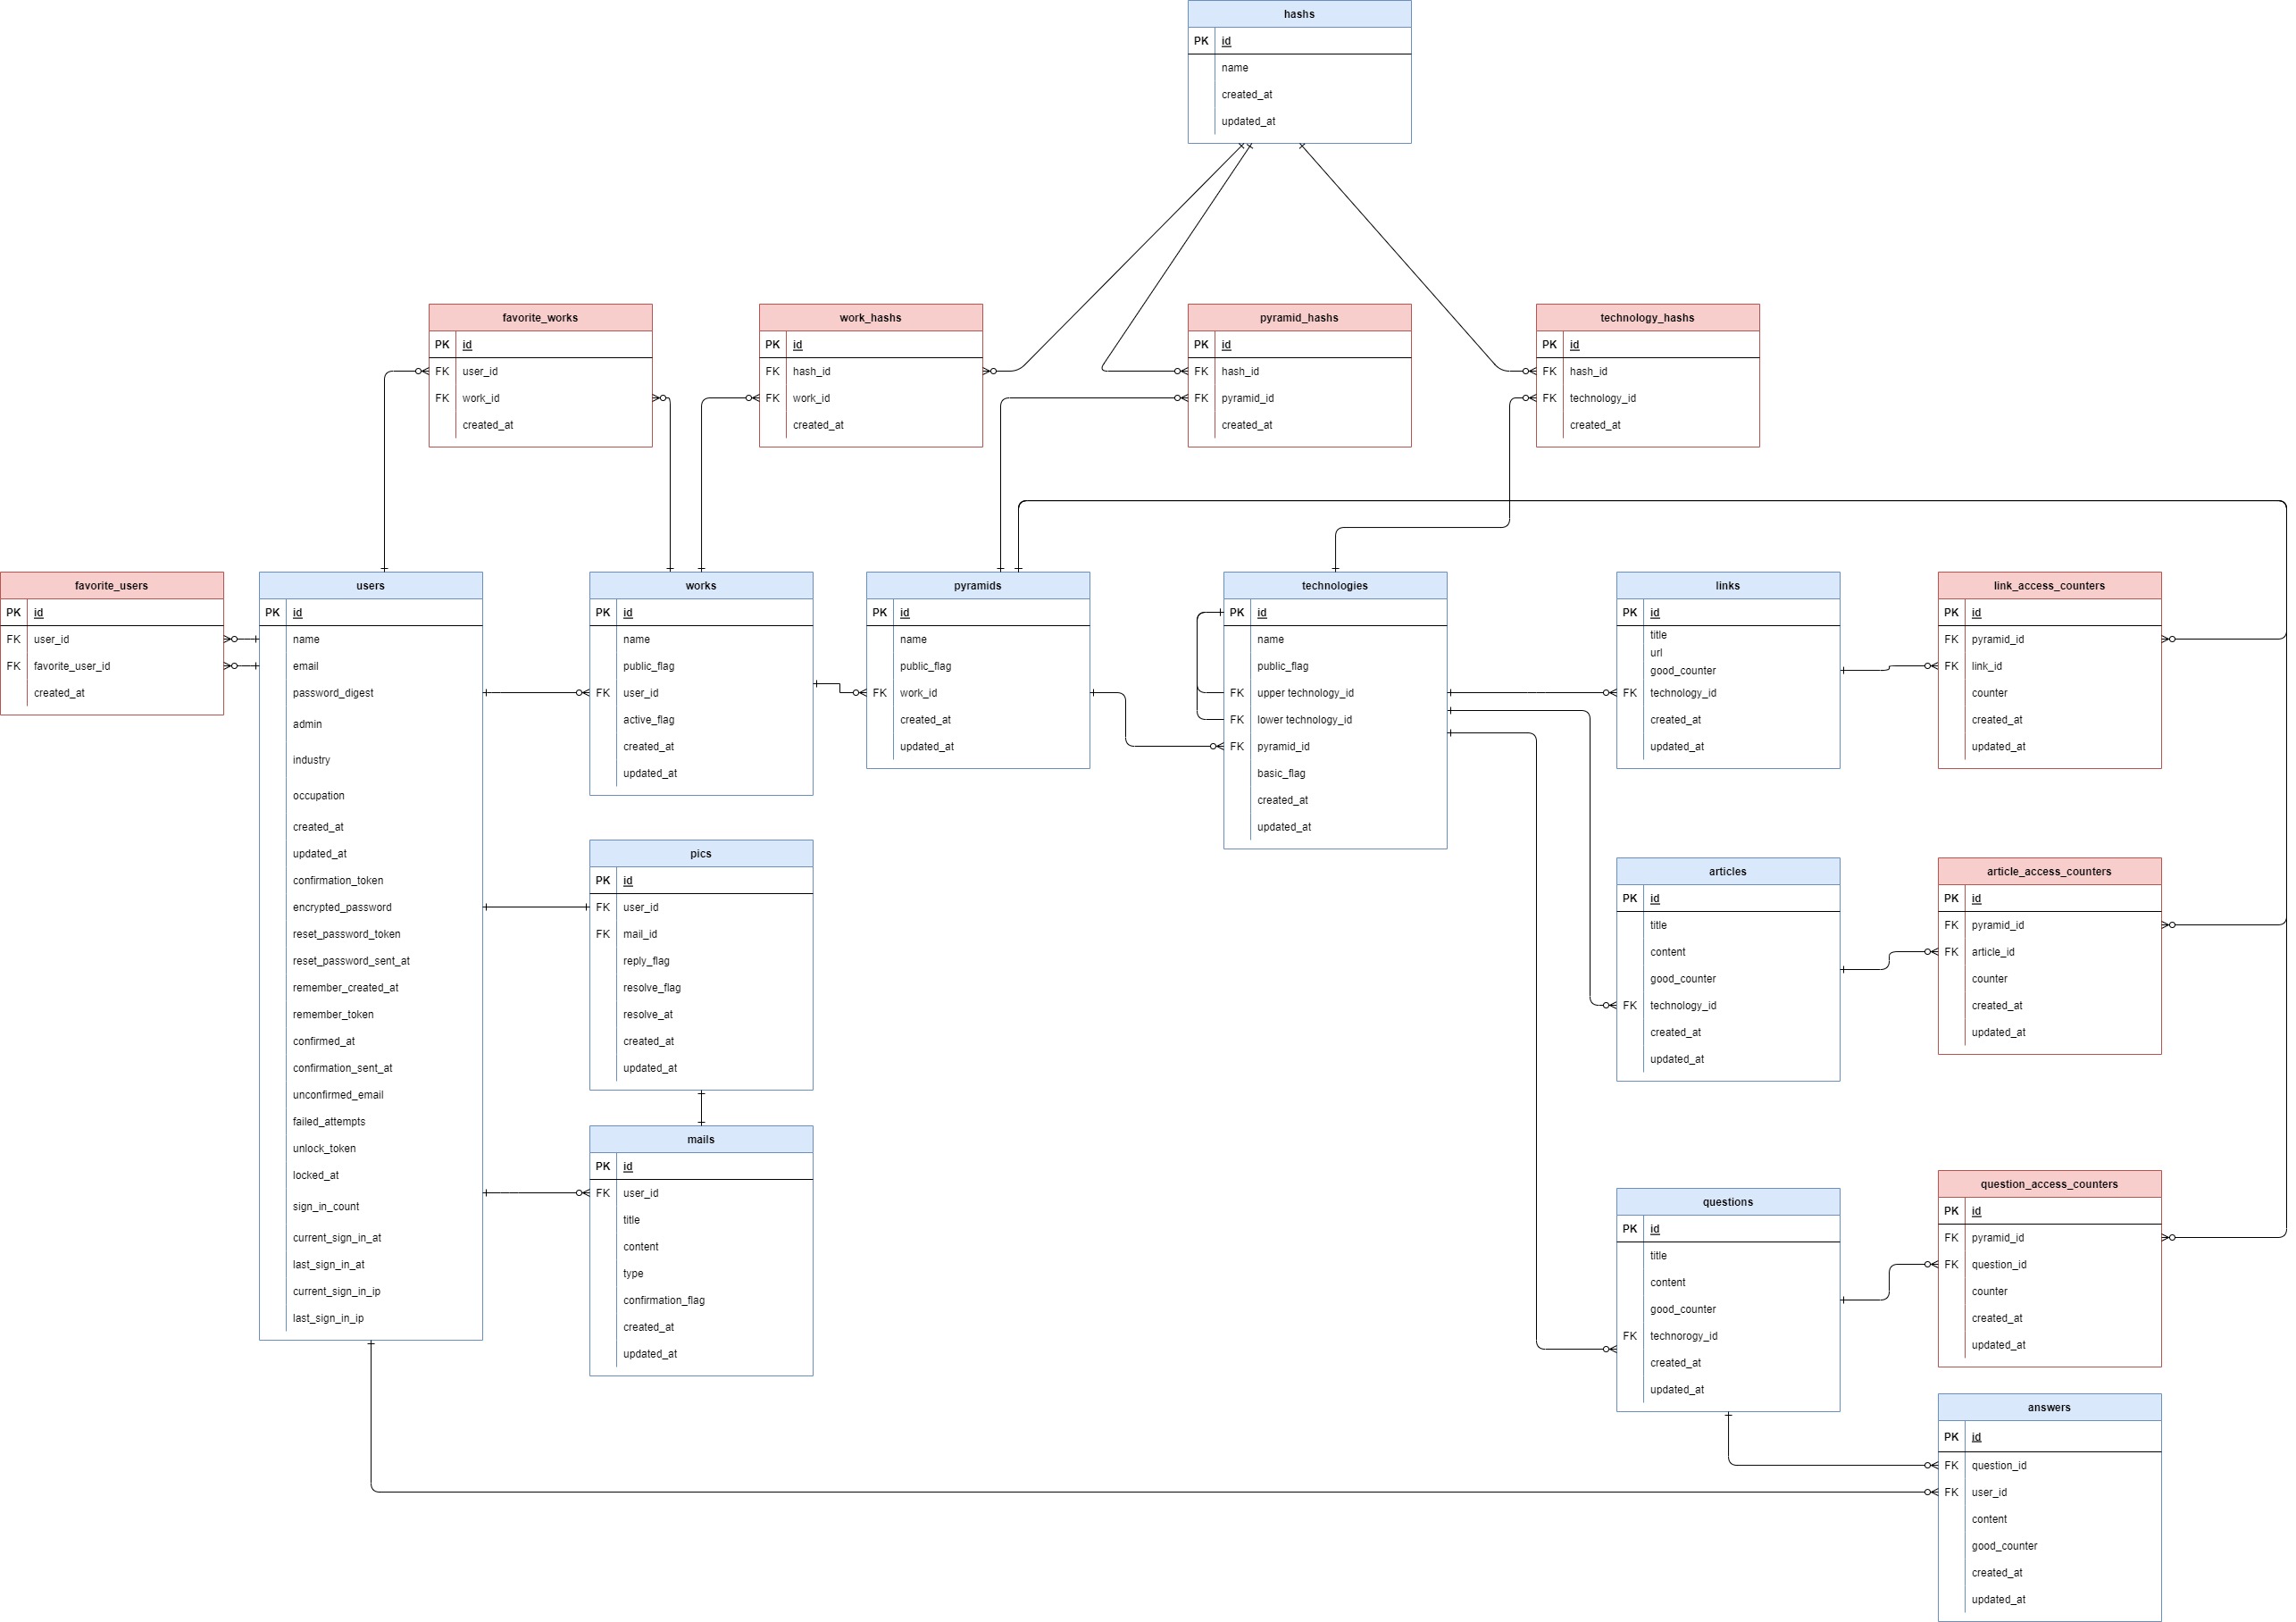 hashs
PK id
name
created_at
updated_at
favorite_works
PK id
FK user_id
FK work_id
created_at
work_hashs
PK id
FK hash_id
FK work_id
created_at
pyramid_hashs
PK id
FK hash_id
FK pyramid_id
created_at
technology_hashs
PK id
FK hash_id
FK technology_id
created_at
favorite_users
PK id
FK user_id
FK favorite_user_id
created_at
users
PK id
name
email
password_digest
admin
industry
occupation
created_at
updated_at
confirmation_token
encrypted_password
reset_password_token
reset_password_sent_at
remember_created_at
remember_token
confirmed_at
confirmation_sent_at
unconfirmed_email
failed_attempts
unlock_token
locked_at
sign_in_count
current_sign_in_at
last_sign_in_at
current_sign_in_ip
last_sign_in_ip
works
PK id
name
public_flag
FK user_id
active_flag
created_at
updated_at
pics
PK id
FK user_id
FK mail_id
reply_flag
resolve_flag
resolve_at
created_at
updated_at
mails
PK id
FK user_id
title
content
type
confirmation_flag
created_at
updated_at
pyramids
PK id
name
public_flag
FK work_id
created_at
updated_at
technologies
PK id
name
public_flag
FK upper technology_id
FK lower technology_id
FK pyramid_id
basic_flag
created_at
updated_at
links
PK id
title
url
good_counter
FK technology_id
created_at
updated_at
link_access_counters
PK id
FK pyramid_id
FK link_id
counter
created_at
updated_at
articles
PK id
title
content
good_counter
FK technology_id
created_at
updated_at
article_access_counters
PK id
FK pyramid_id
FK article_id
counter
created_at
updated_at
questions
PK id
title
content
good_counter
FK technorogy_id
created_at
updated_at
question_access_counters
PK id
FK pyramid_id
FK question_id
counter
created_at
updated_at
answers
PK id
FK question_id
FK user_id
content
good_counter
created_at
updated_at